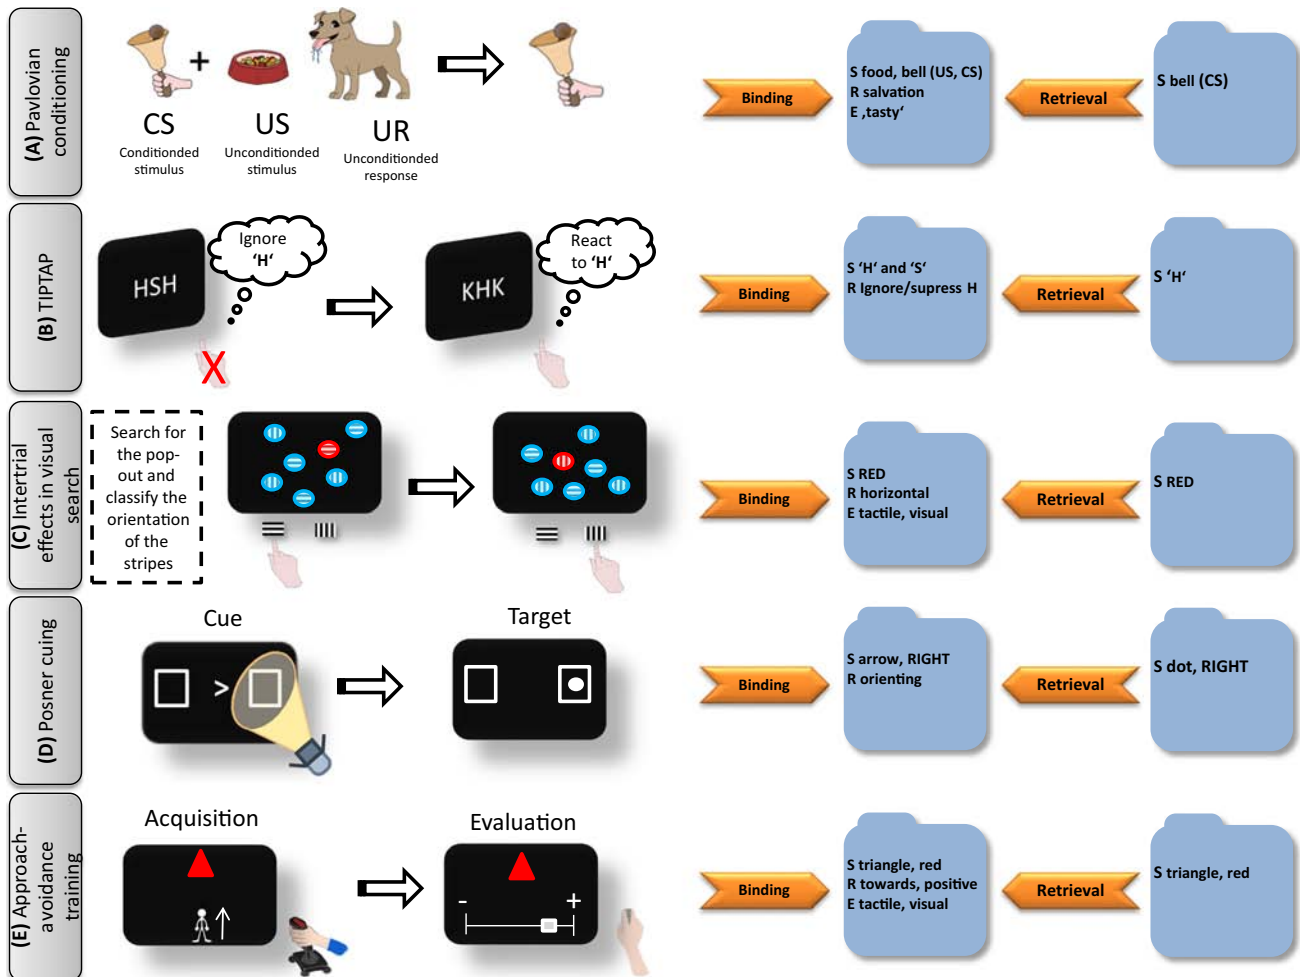 (A) Pavlovian
conditioning
+
CS
Conditionded
stimulus
US
Unconditionded
stimulus
UR
Unconditionded
response
Binding
S food, bell (US, CS)
R salvation
E ‚tasty‘
Retrieval
S bell (CS)
(B) TIPTAP
HSH
Ignore
‘H‘
X
KHK
React
to ‘H‘
Binding
S ‘H‘ and ‘S‘
R Ignore/supress H
Retrieval
S ‘H‘
(C) Intertrial
effects in visual
search
Search for
the pop-
out and
classify the
orientation
of the
stripes
Binding
S RED
R horizontal
E tactile, visual
Retrieval
S RED
(D) Posner cuing
Cue
>
Target
Binding
S arrow, RIGHT
R orienting
Retrieval
S dot, RIGHT
(E) Approach-
avoidance
training
Acquisition
Evaluation
- +
Binding
S triangle, red
R towards, positive
E tactile, visual
Retrieval
S triangle, red